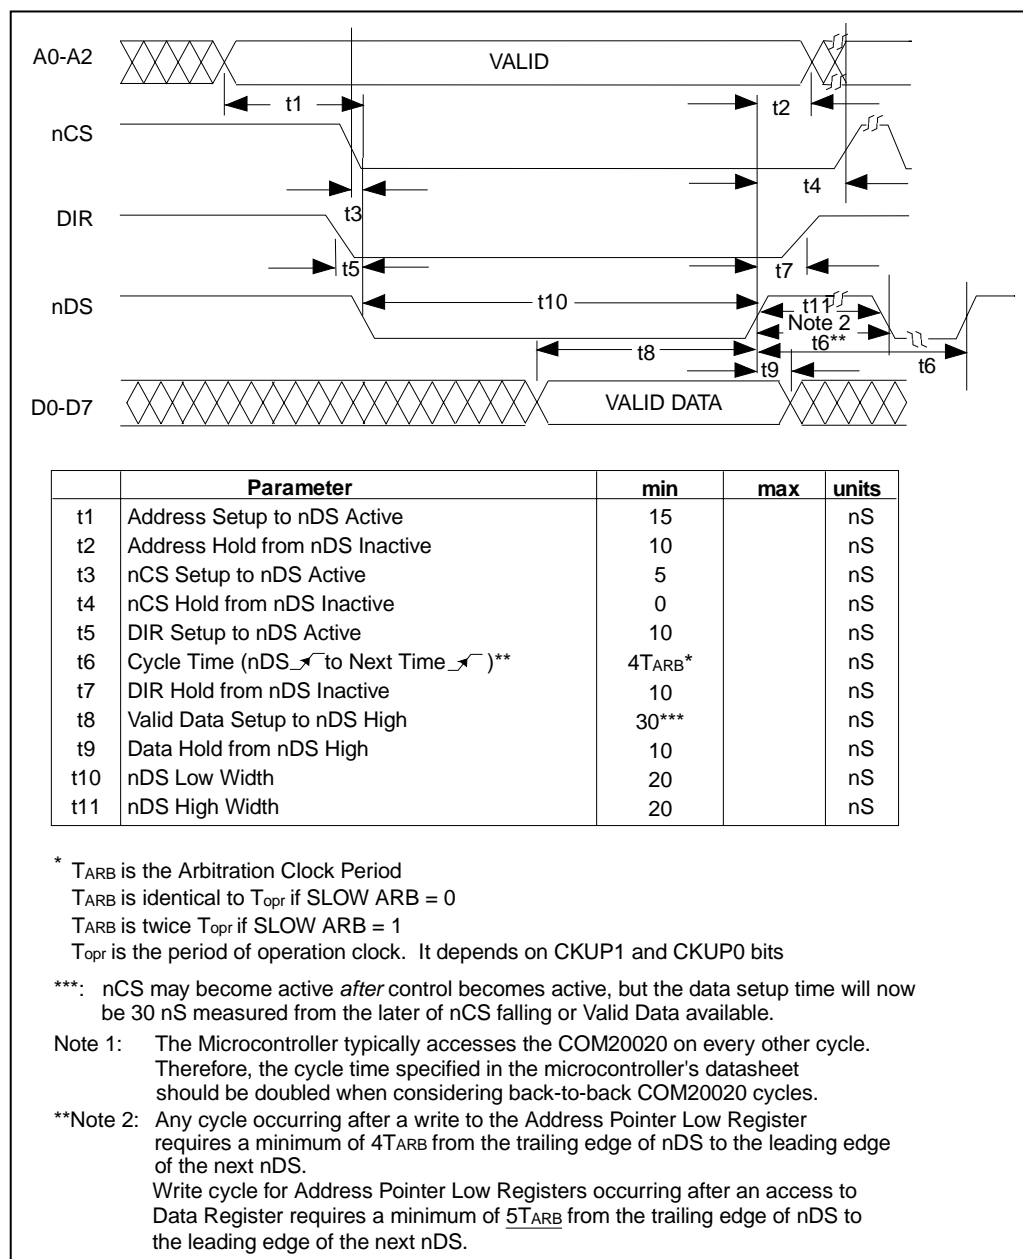 A0-A2
VALID
t1
t2
nCS
t3
t4
DIR
t5
t7
nDS
t10
t11
Note 2
t6**
t8
t9
t6
D0-D7
VALID DATA
Parameter min max units
t1 Address Setup to nDS Active 15 nS
t2 Address Hold from nDS Inactive 10 nS
t3 nCS Setup to nDS Active 5 nS
t4 nCS Hold from nDS Inactive 0 nS
t5 DIR Setup to nDS Active 10 nS
t6 Cycle Time (nDS to Next Time )** 4TARB* nS
t7 DIR Hold from nDS Inactive 10 nS
t8 Valid Data Setup to nDS High 30*** nS
t9 Data Hold from nDS High 10 nS
t10 nDS Low Width 20 nS
t11 nDS High Width 20 nS
* TARB is the Arbitration Clock Period
TARB is identical to Topr if SLOW ARB = 0
TARB is twice Topr if SLOW ARB = 1
Topr is the period of operation clock. It depends on CKUP1 and CKUP0 bits
***: nCS may become active after control becomes active, but the data setup time will now
be 30 nS measured from the later of nCS falling or Valid Data available.
Note 1: The Microcontroller typically accesses the COM20020 on every other cycle.
Therefore, the cycle time specified in the microcontroller's datasheet
should be doubled when considering back-to-back COM20020 cycles.
**Note 2: Any cycle occurring after a write to the Address Pointer Low Register
requires a minimum of 4TARB from the trailing edge of nDS to the leading edge
of the next nDS.
Write cycle for Address Pointer Low Registers occurring after an access to
Data Register requires a minimum of 5TARB from the trailing edge of nDS to
the leading edge of the next nDS.